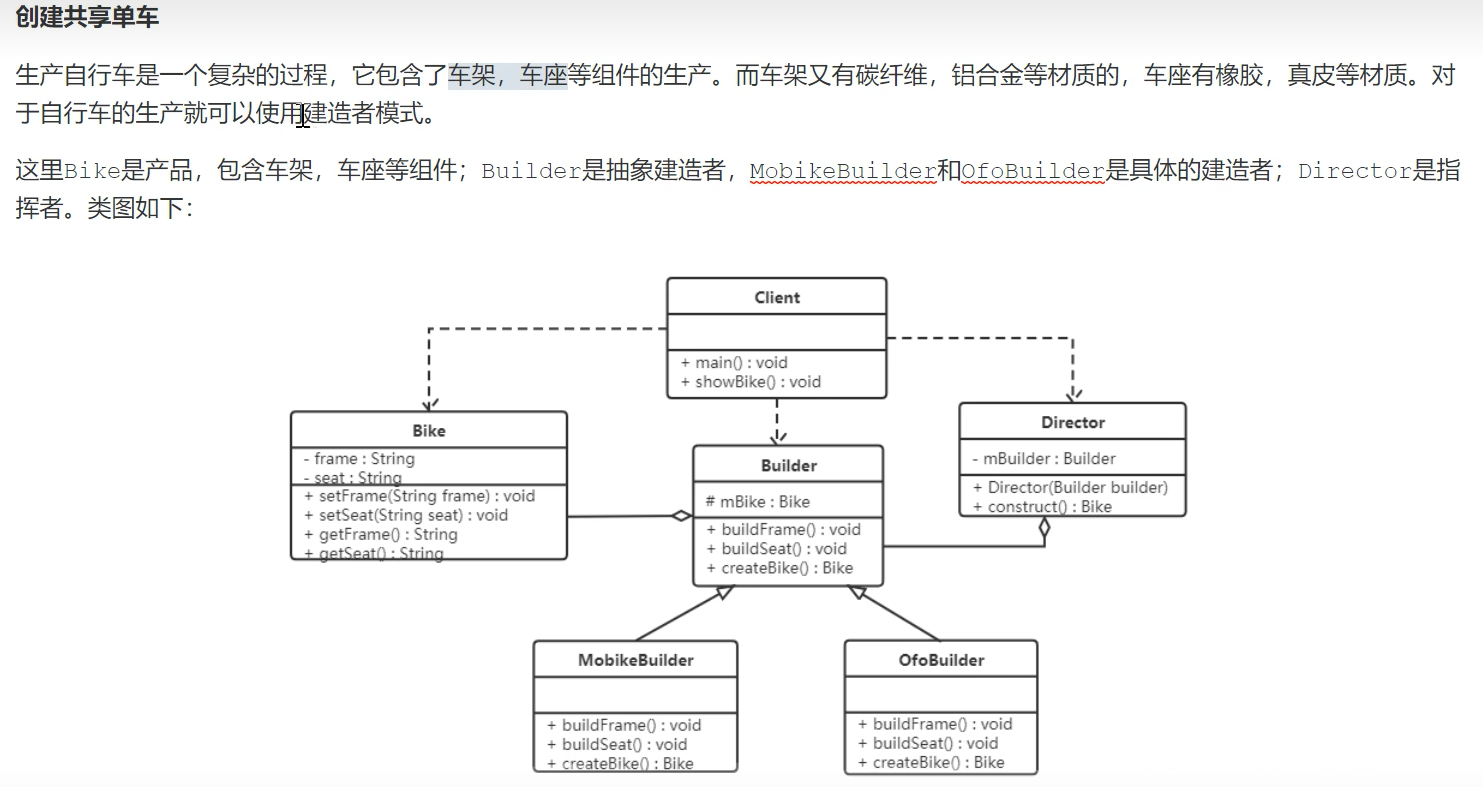 创建共享单车
生产自行车是一个复杂的过程，它包含了车架，车座等组件的生产。而车架又有碳纤维，铝合金等材质的，车座有橡胶，真皮等材质。对
于自行车的生产就可以使用建造者模式。
这里Bike是产品，包含车架，车座等组件；Builder是抽象建造者，MobikeBuilder和OfoBuilder是具体的建造者；Director是指
挥者。类图如下：
Client
+ main() : void
+ showBike() : void
Bike
- frame : String
- seat : String
+ setFrame(String frame) : void
+ setSeat(String seat) : void
+ getFrame() : String
+ getSeat() : String
Builder
# mBike : Bike
+ buildFrame() : void
+ buildSeat() : void
+ createBike() : Bike
Director
- mBuilder : Builder
+ Director(Builder builder)
+ construct() : Bike
MobikeBuilder
+ buildFrame() : void
+ buildSeat() : void
+ createBike() : Bike
OfoBuilder
+ buildFrame() : void
+ buildSeat() : void
+ createBike() : Bike